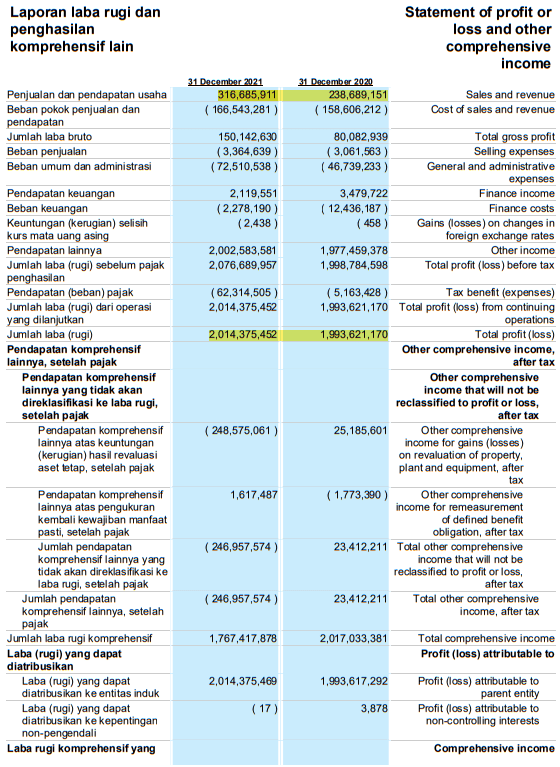 Laporan laba rugi dan
penghasilan
komprehensif lain
Statement of profit or
loss and other
comprehensive
income
31 December 2021 31 December 2020
Penjualan dan pendapatan usaha 316,685,911 238,689,151 Sales and revenue
Beban pokok penjualan dan
pendapatan ( 166,543,281 ) ( 158,606,212 ) Cost of sales and revenue
Jumlah laba bruto 150,142,630 80,082,939 Total gross profit
Beban penjualan ( 3,364,639 ) ( 3,061,563 ) Selling expenses
Beban umum dan administrasi ( 72,510,538 ) ( 46,739,233 ) General and administrative
expenses
Pendapatan keuangan 2,119,551 3,479,722 Finance income
Beban keuangan ( 2,278,190 ) ( 12,436,187 ) Finance costs
Keuntungan (kerugian) selisih
kurs mata uang asing ( 2,438 ) ( 458 ) Gains (losses) on changes in
foreign exchange rates
Pendapatan lainnya 2,002,583,581 1,977,459,378 Other income
Jumlah laba (rugi) sebelum pajak
penghasilan 2,076,689,957 1,998,784,598 Total profit (loss) before tax
Pendapatan (beban) pajak ( 62,314,505 ) ( 5,163,428 ) Tax benefit (expenses)
Jumlah laba (rugi) dari operasi
yang dilanjutkan 2,014,375,452 1,993,621,170 Total profit (loss) from continuing
operations
Jumlah laba (rugi) 2,014,375,452 1,993,621,170 Total profit (loss)
Pendapatan komprehensif
lainnya, setelah pajak
Other comprehensive income,
after tax
Pendapatan komprehensif
lainnya yang tidak akan
direklasifikasi ke laba rugi,
setelah pajak
Other comprehensive
income that will not be
reclassified to profit or loss,
after tax
Pendapatan komprehensif
lainnya atas keuntungan
(kerugian) hasil revaluasi
aset tetap, setelah pajak
( 248,575,061 ) 25,185,601
Other comprehensive
income for gains (losses)
on revaluation of property,
plant and equipment, after
tax
Pendapatan komprehensif
lainnya atas pengukuran
kembali kewajiban manfaat
pasti, setelah pajak
1,617,487 ( 1,773,390 )
Other comprehensive
income for remeasurement
of defined benefit
obligation, after tax
Jumlah pendapatan
komprehensif lainnya yang
tidak akan direklasifikasi ke
laba rugi, setelah pajak
( 246,957,574 ) 23,412,211
Total other comprehensive
income that will not be
reclassified to profit or loss,
after tax
Jumlah pendapatan
komprehensif lainnya, setelah
pajak
( 246,957,574 ) 23,412,211
Total other comprehensive
income, after tax
Jumlah laba rugi komprehensif 1,767,417,878 2,017,033,381 Total comprehensive income
Laba (rugi) yang dapat
diatribusikan
Profit (loss) attributable to
Laba (rugi) yang dapat
diatribusikan ke entitas induk
2,014,375,469 1,993,617,292
Profit (loss) attributable to
parent entity
Laba (rugi) yang dapat
diatribusikan ke kepentingan
non-pengendali
( 17 ) 3,878
Profit (loss) attributable to
non-controlling interests
Laba rugi komprehensif yang Comprehensive income